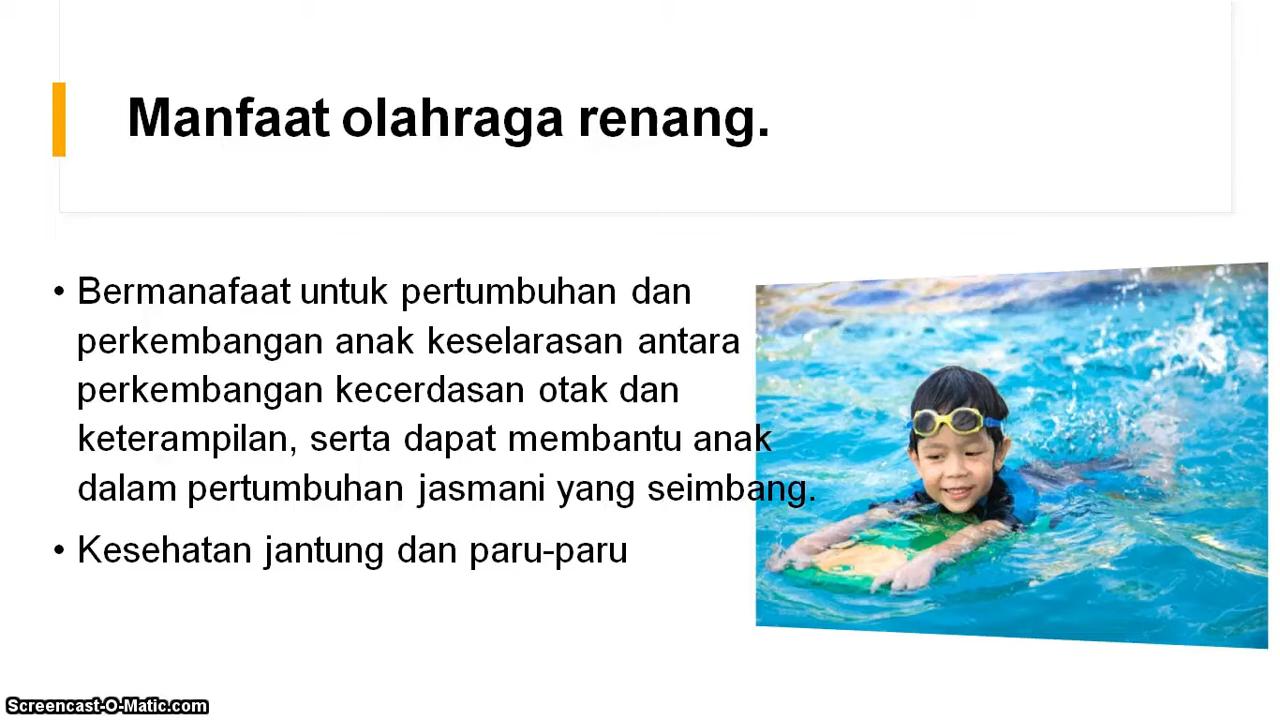 Manfaat olahraga renang.
• Bermanafaat untuk pertumbuhan dan
perkembangan anak keselarasan antara
perkembangan kecerdasan otak dan
keterampilan, serta dapat membantu anak
dalam pertumbuhan jasmani yang seimbang.
• Kesehatan jantung dan paru-paru
Screencast-O-Matic.com